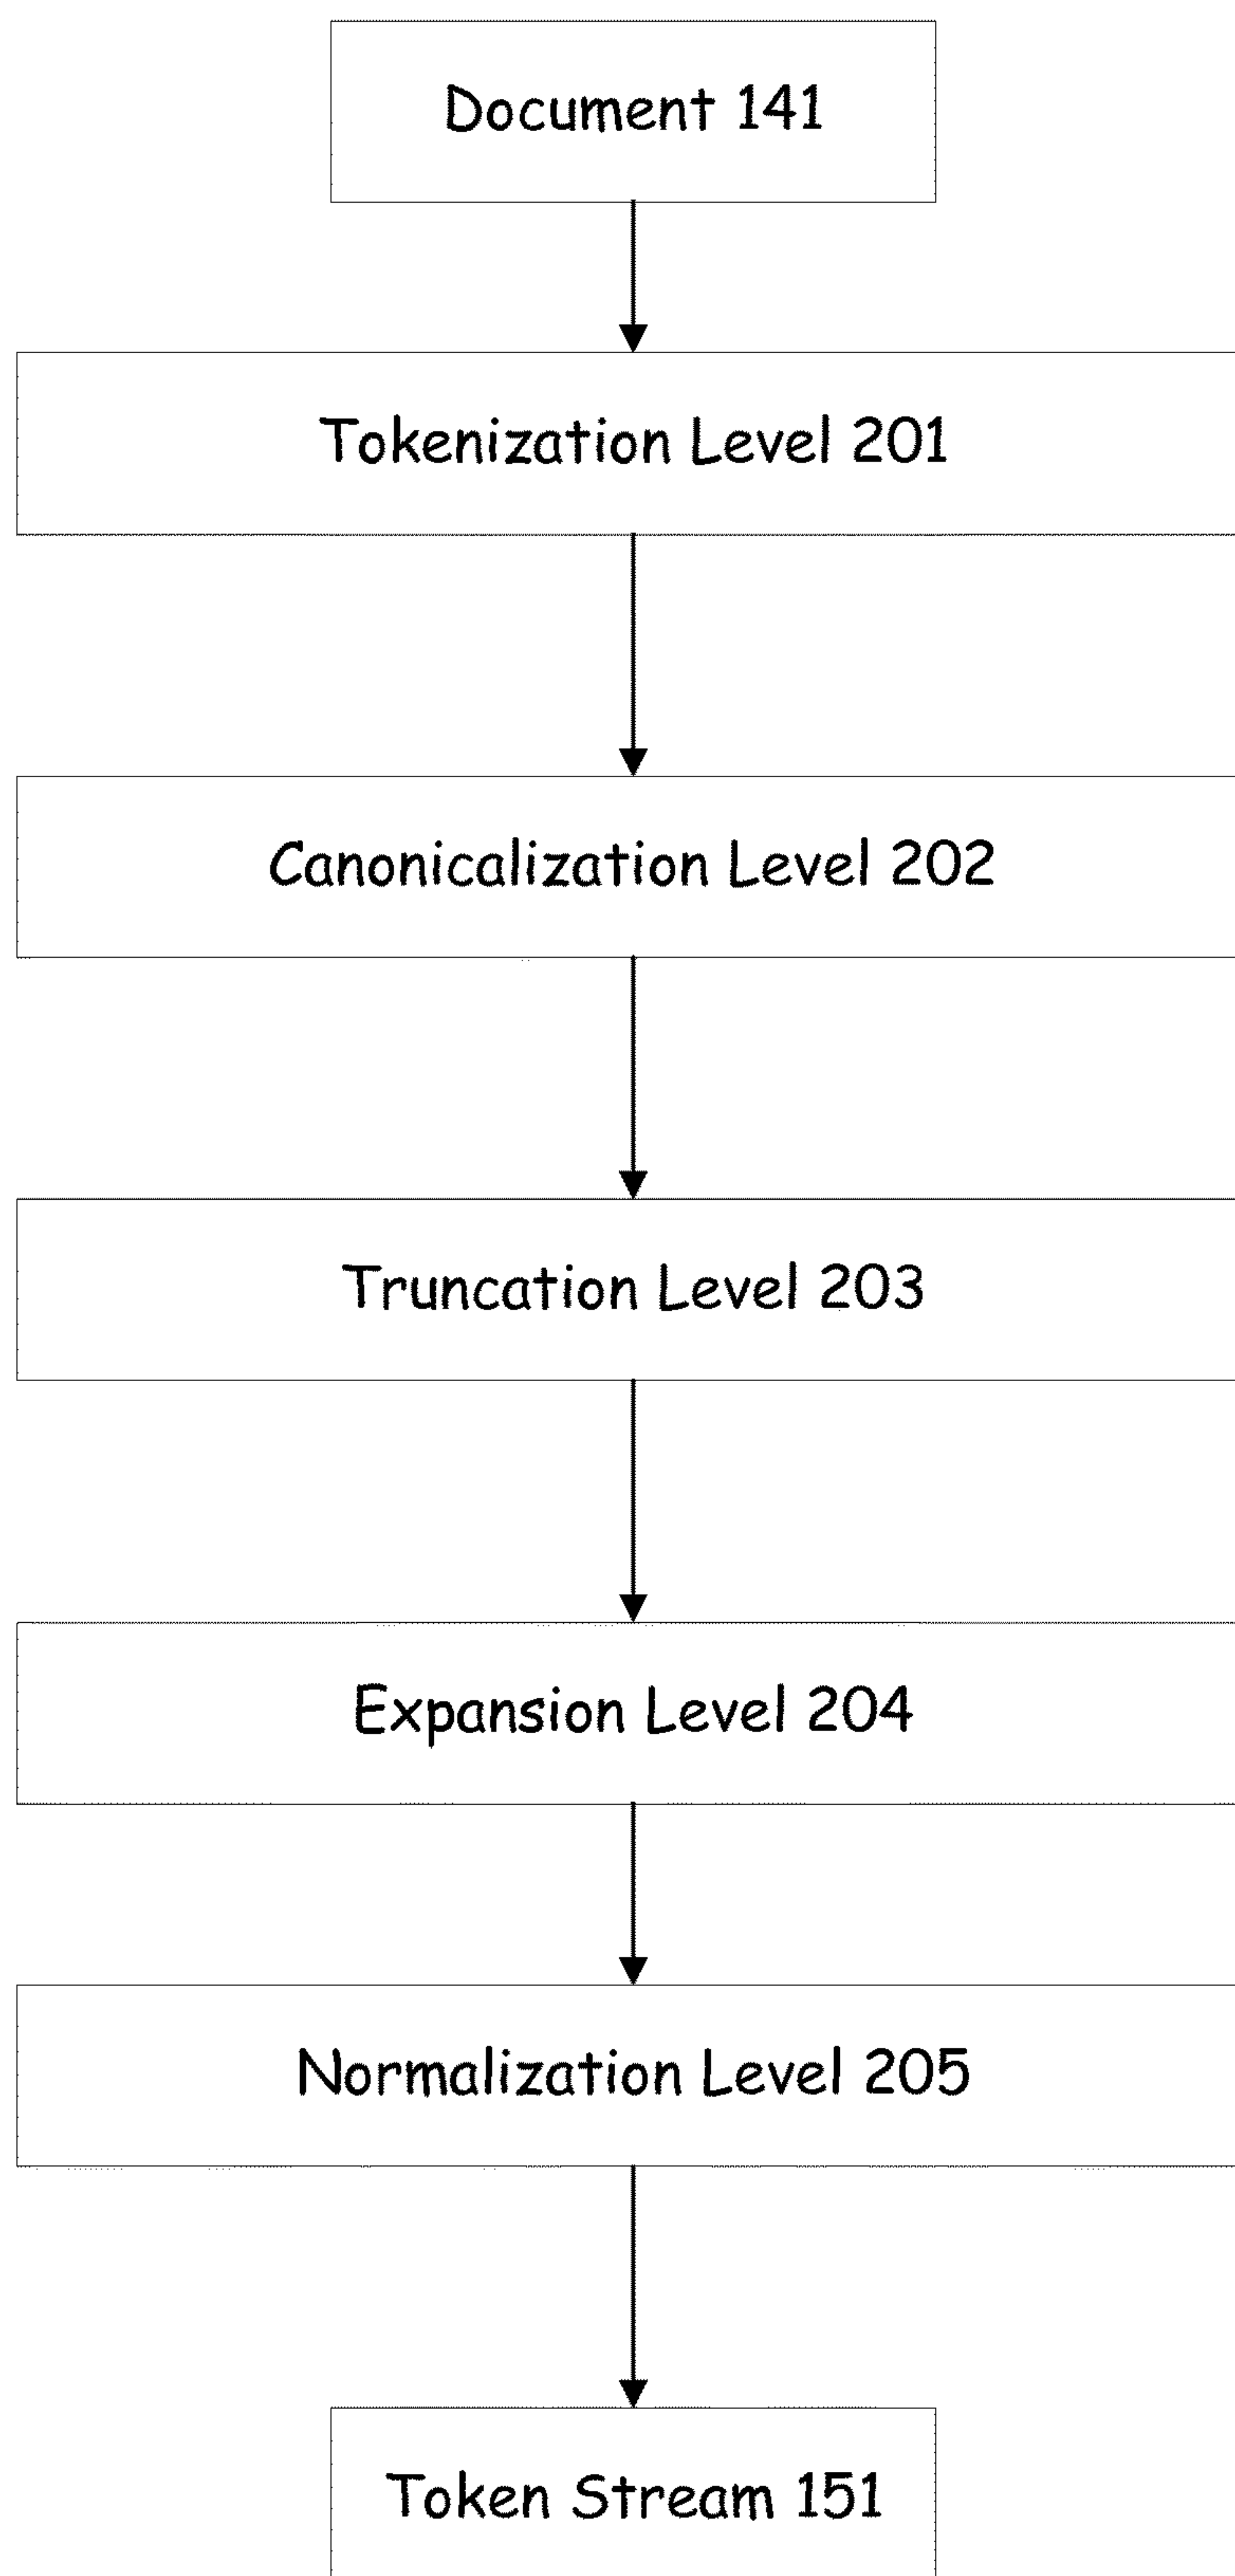 Document 141
Tokenization Level 201
Canonicalization Level 202
Truncation Level 203
Expansion Level 204
Normalization Level 205
Token Stream 151